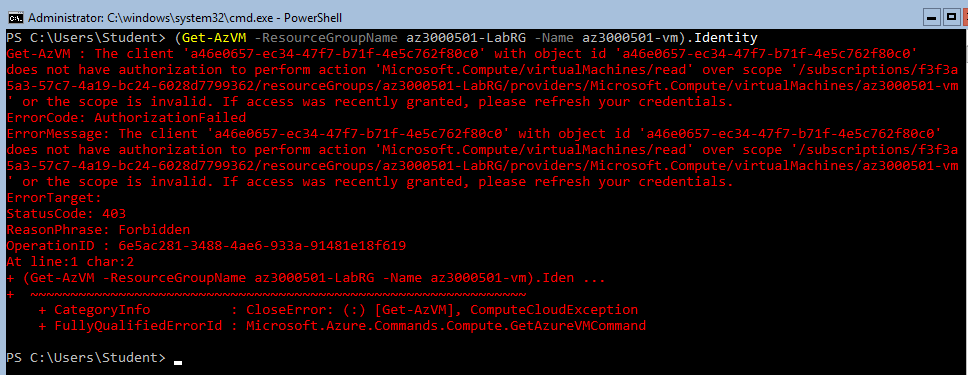 Administrator: C:\windows\system32\cmd.exe - PowerShell
PS C:\Users\Student> (Get-AzVM -ResourceGroupName az3000501-LabRG -Name az3000501-vm).Identity
Get-AzVM : The client 'a46e0657-ec34-47f7-b71f-4e5c762f80c0' with object id 'a46e0657-ec34-47f7-b71f-4e5c762f80c0'
does not have authorization to perform action 'Microsoft.Compute/virtualMachines/read' over scope '/subscriptions/f3f3a
5a3-57c7-4a19-bc24-6028d7799362/resourceGroups/az3000501-LabRG/providers/Microsoft.Compute/virtualMachines/az3000501-vm
' or the scope is invalid. If access was recently granted, please refresh your credentials.
ErrorCode: AuthorizationFailed
ErrorMessage: The client 'a46e0657-ec34-47f7-b71f-4e5c762f80c0' with object id 'a46e0657-ec34-47f7-b71f-4e5c762f80c0'
does not have authorization to perform action 'Microsoft.Compute/virtualMachines/read' over scope '/subscriptions/f3f3a
5a3-57c7-4a19-bc24-6028d7799362/resourceGroups/az3000501-LabRG/providers/Microsoft.Compute/virtualMachines/az3000501-vm
' or the scope is invalid. If access was recently granted, please refresh your credentials.
ErrorTarget:
StatusCode: 403
ReasonPhrase: Forbidden
OperationID : 6e5ac281-3488-4ae6-933a-91481e18f619
At line:1 char:2
+ (Get-AzVM -ResourceGroupName az3000501-LabRG -Name az3000501-vm).Iden ...
+  ~~~~~~~~~~~~~~~~~~~~~~~~~~~~~~~~~~~~~~~~~~~~~~~~~~~~~~~~~~~~~~
    + CategoryInfo          : CloseError: (:) [Get-AzVM], ComputeCloudException
    + FullyQualifiedErrorId : Microsoft.Azure.Commands.Compute.GetAzureVMCommand
PS C:\Users\Student>